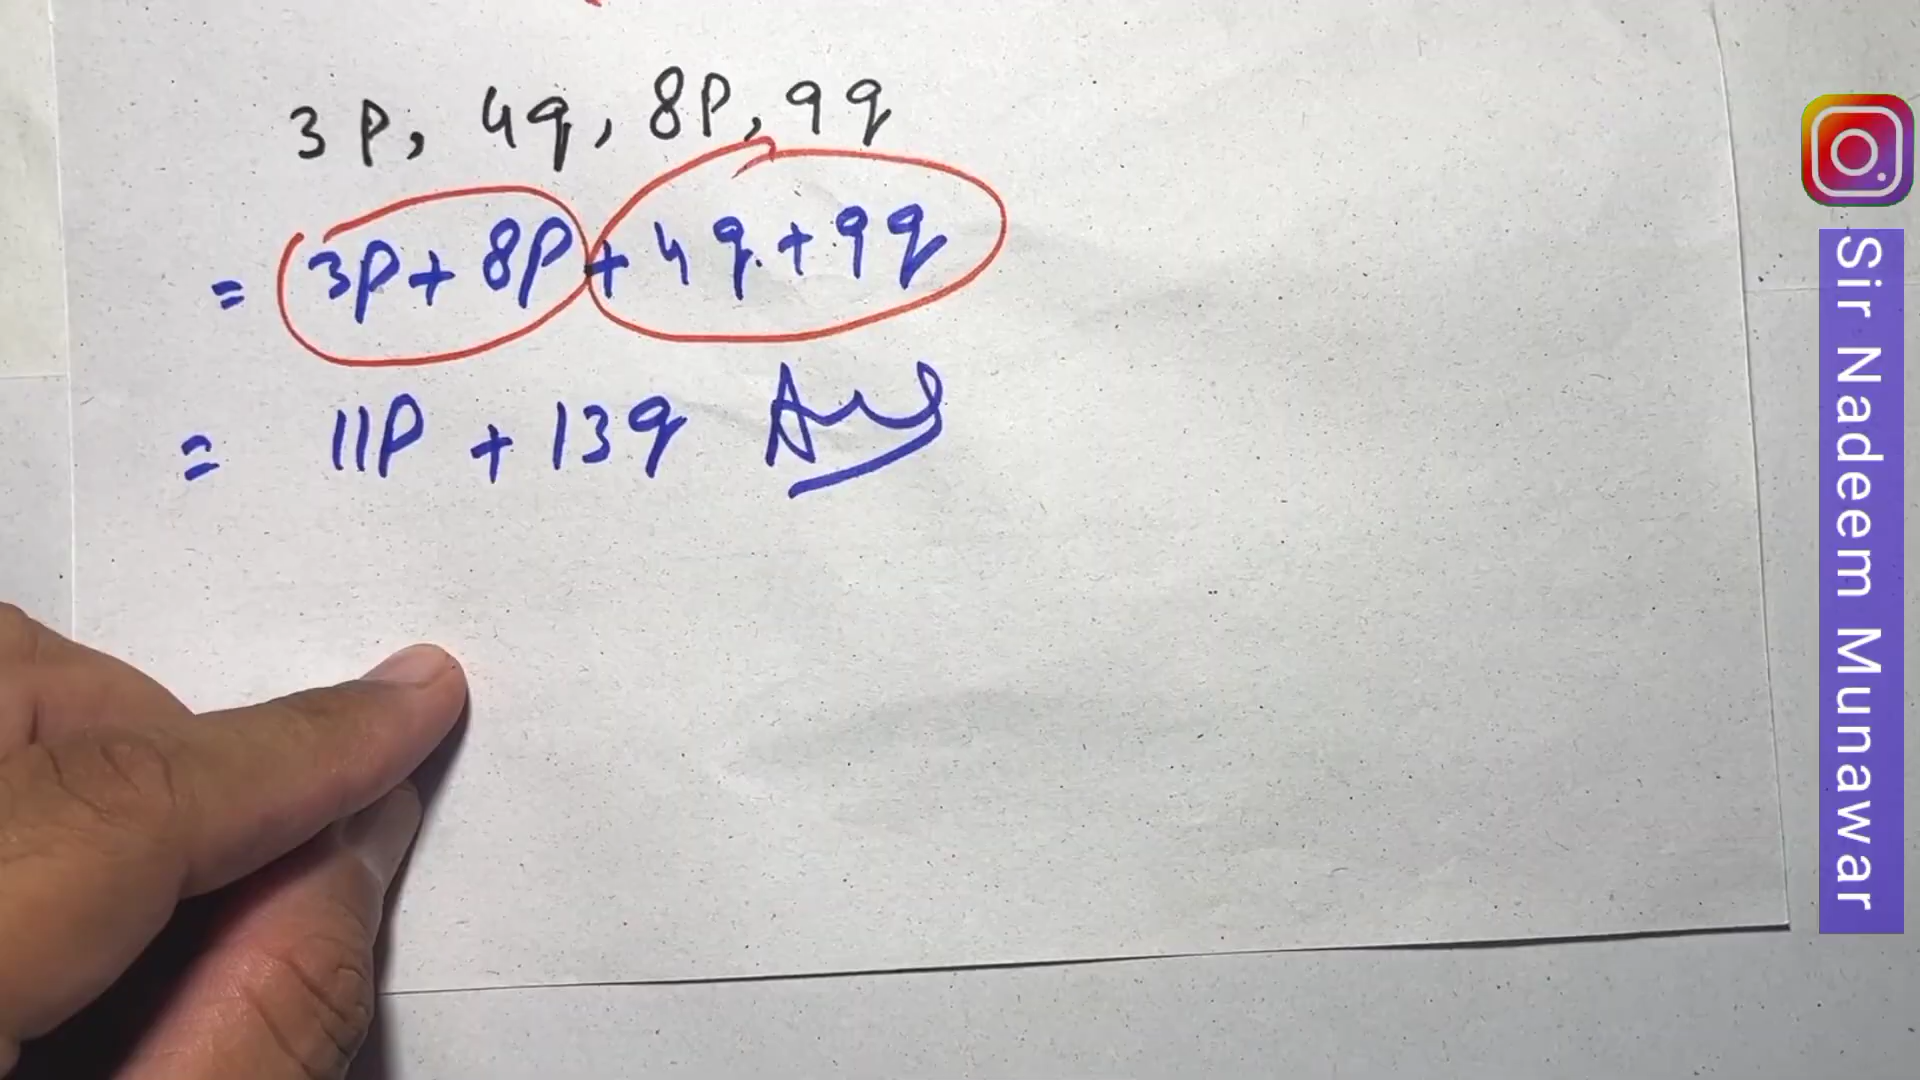 3p, 4q, 8p, 9q
= 3p + 8p + 4q + 9q
= 11p + 13q Ans
Sir Nadeem Munawar